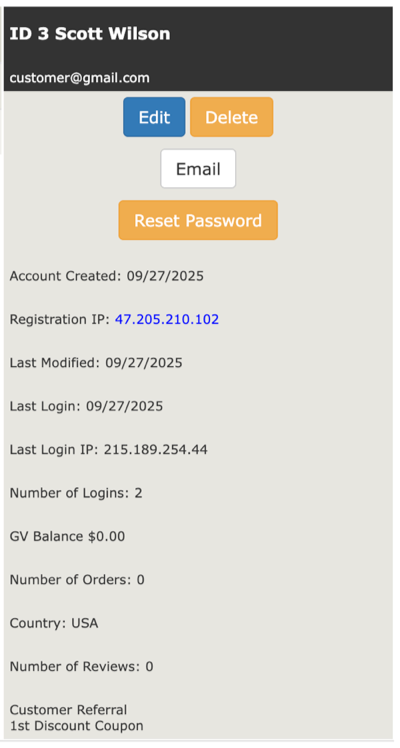 ID 3 Scott Wilson
customer@gmail.com
Edit Delete
Email
Reset Password
Account Created: 09/27/2025
Registration IP: 47.205.210.102
Last Modified: 09/27/2025
Last Login: 09/27/2025
Last Login IP: 215.189.254.44
Number of Logins: 2
GV Balance $0.00
Number of Orders: 0
Country: USA
Number of Reviews: 0
Customer Referral
1st Discount Coupon